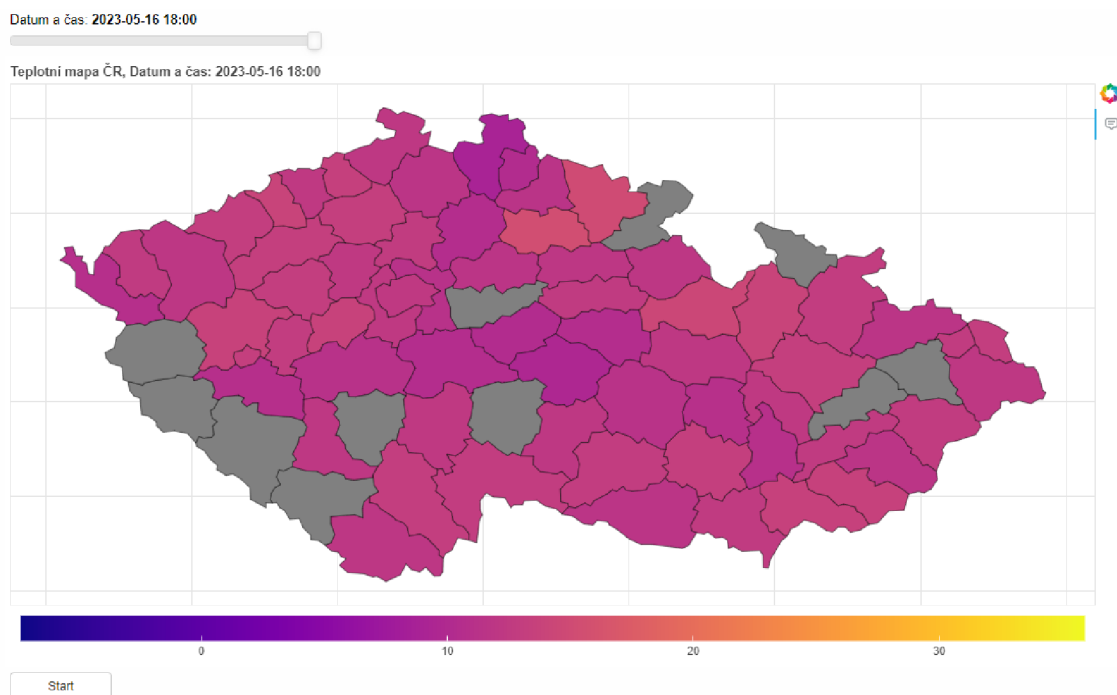 Datum a čas: 2023-05-16 18:00
Teplotní mapa ČR, Datum a čas: 2023-05-16 18:00
0 10 20 30
Start